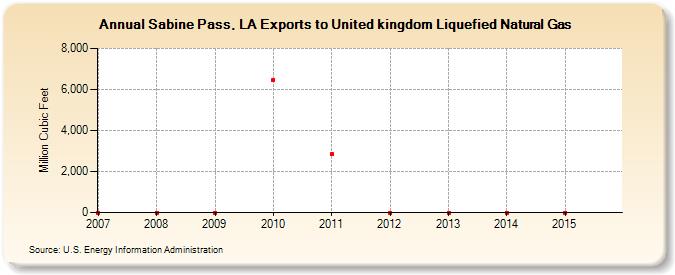 Annual Sabine Pass, LA Exports to United kingdom Liquefied Natural Gas
Million Cubic Feet
8,000
6,000
4,000
2,000
0
2007 2008 2009 2010 2011 2012 2013 2014 2015
Source: U.S. Energy Information Administration